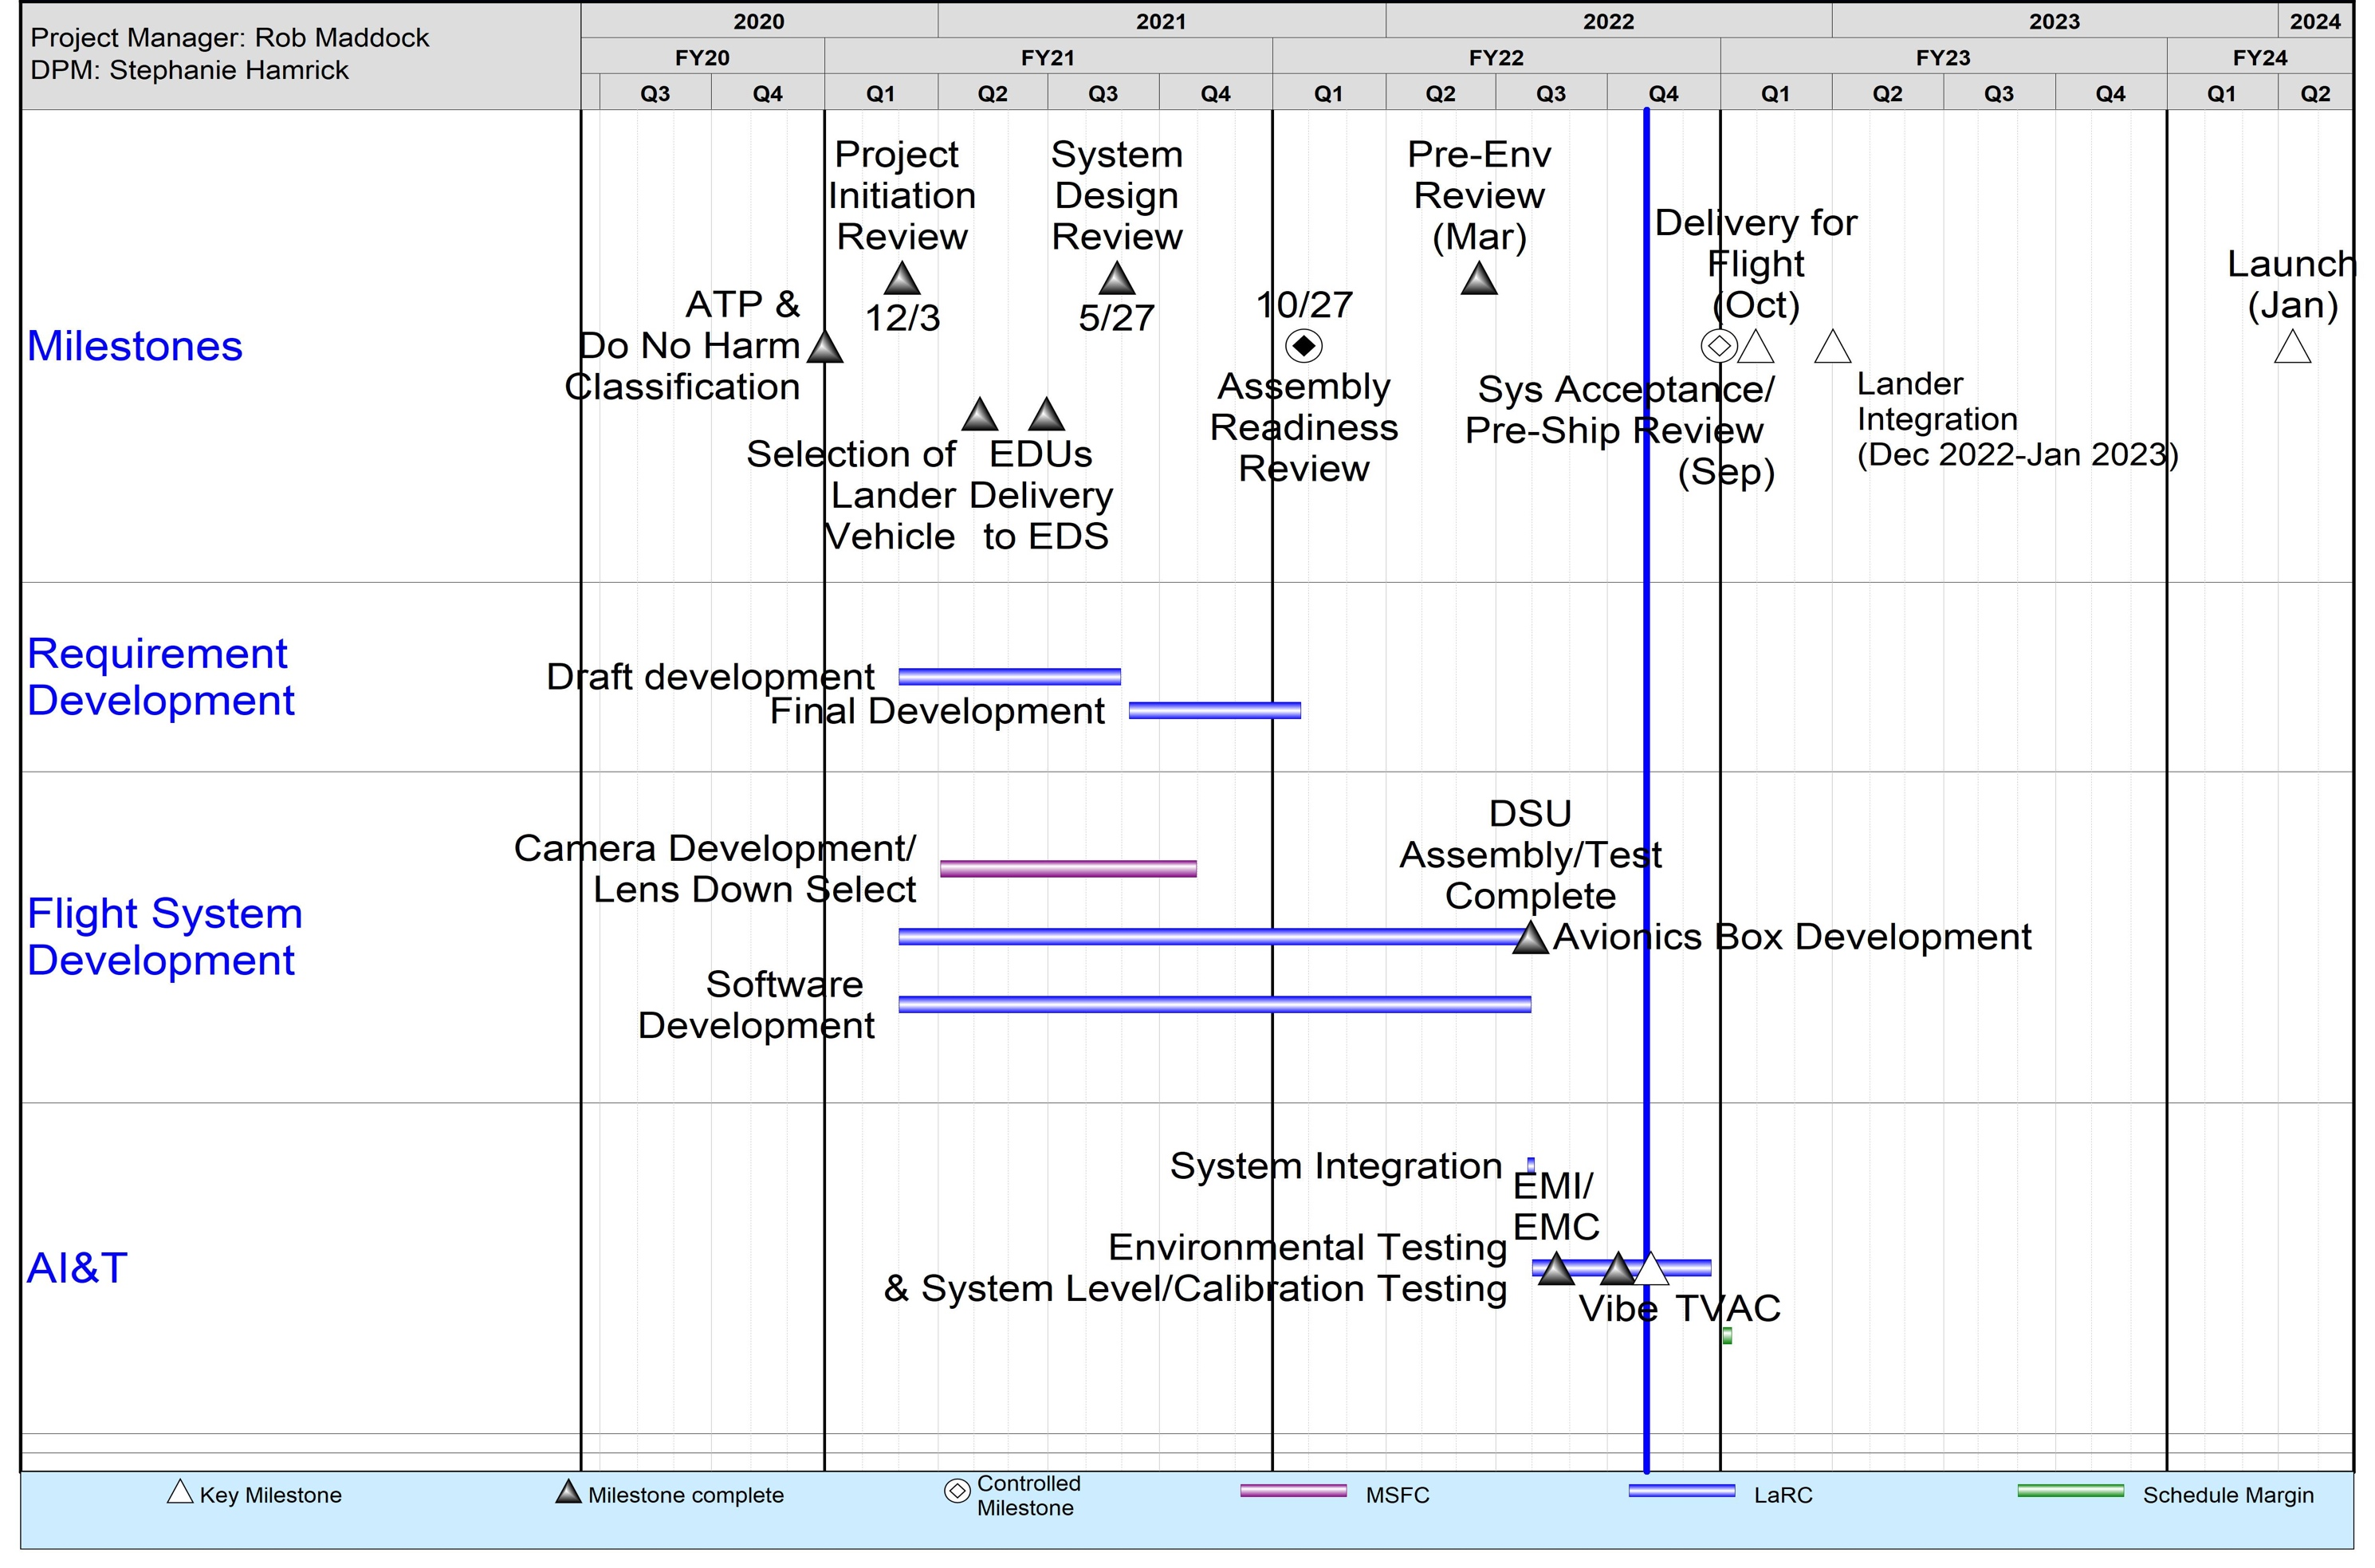 Project Manager: Rob Maddock
DPM: Stephanie Hamrick
2020 2021 2022 2023 2024
FY20 FY21 FY22 FY23 FY24
Q3 Q4 Q1 Q2 Q3 Q4 Q1 Q2 Q3 Q4 Q1 Q2 Q3 Q4 Q1 Q2
Milestones
ATP &
Do No Harm
Classification
Project
Initiation
Review
12/3
Selection of
Lander
Vehicle
EDUs
Delivery
to EDS
System
Design
Review
5/27
10/27
Assembly
Readiness
Review
Pre-Env
Review
(Mar)
Sys Acceptance/
Pre-Ship Review
(Sep)
Delivery for
Flight
(Oct)
Lander
Integration
(Dec 2022-Jan 2023)
Launch
(Jan)
Requirement
Development
Draft development
Final Development
Flight System
Development
Camera Development/
Lens Down Select
DSU
Assembly/Test
Complete
Avionics Box Development
Software
Development
AI&T
System Integration
EMI/
EMC
Environmental Testing
& System Level/Calibration Testing
Vibe TVAC
Key Milestone
Milestone complete
Controlled
Milestone
MSFC
LaRC
Schedule Margin